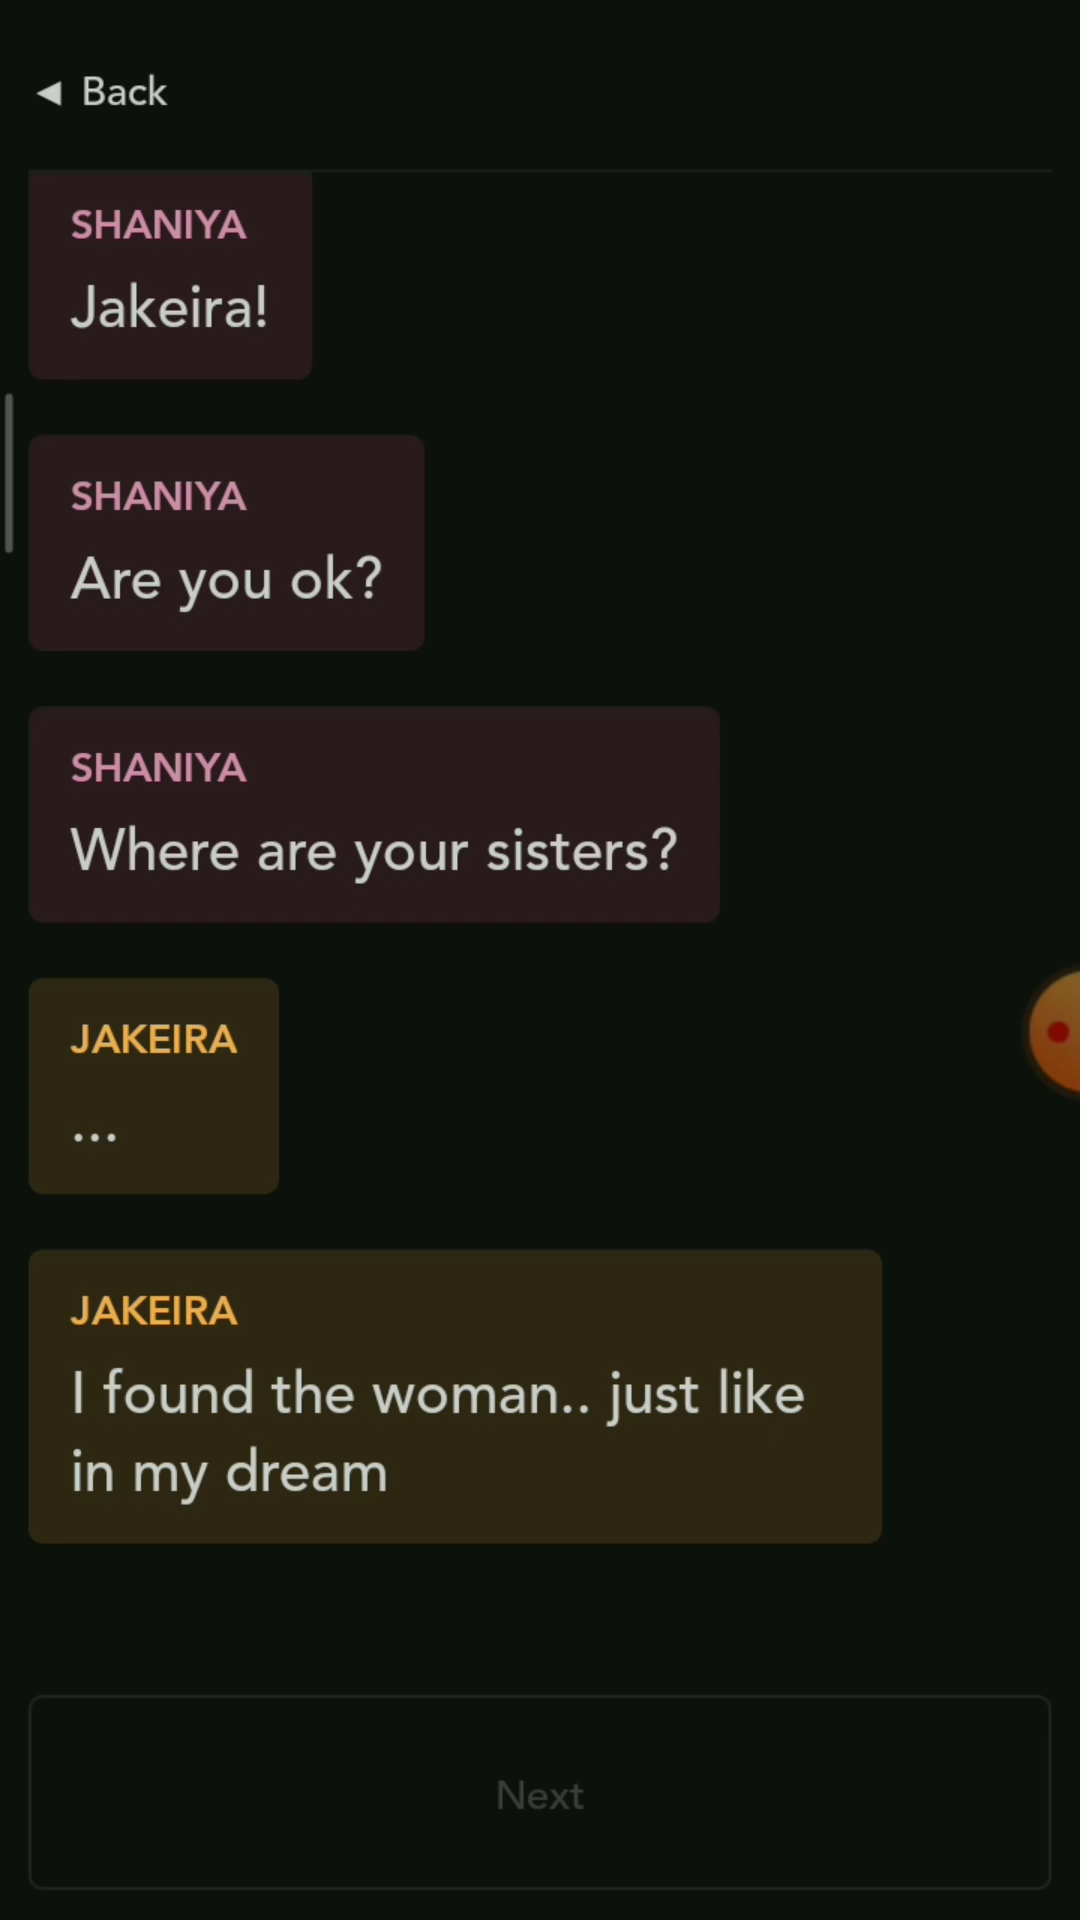 ◄ Back
SHANIYA
Jakeira!
SHANIYA
Are you ok?
SHANIYA
Where are your sisters?
JAKEIRA
...
JAKEIRA
I found the woman.. just like
in my dream
Next